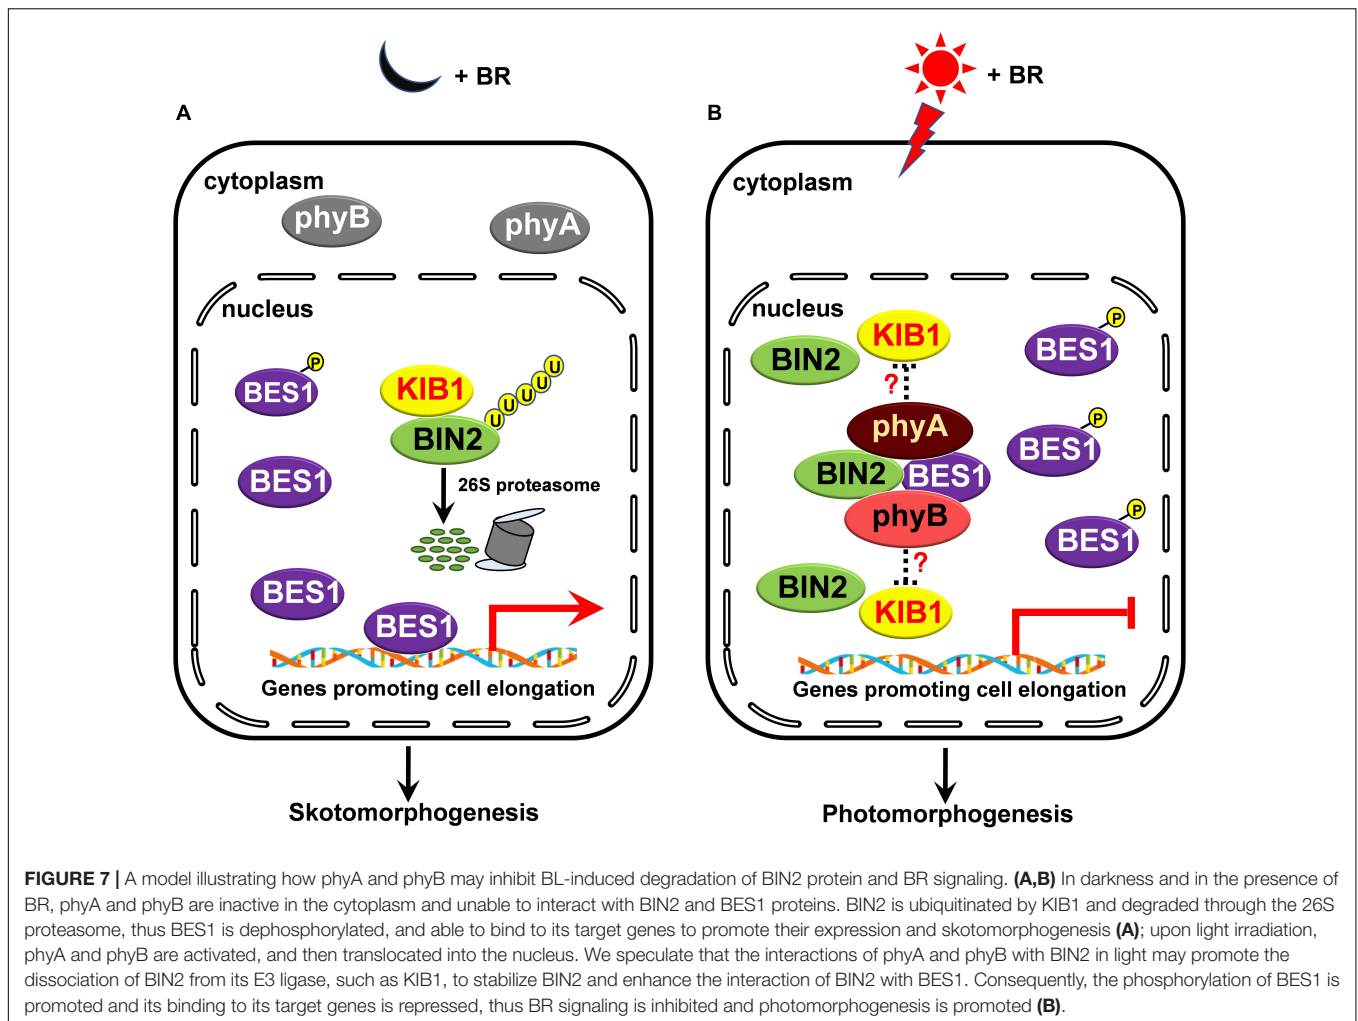 + BR
+ BR
A
B
cytoplasm
phyB
phyA
nucleus
P
BES1
KIB1
U U U U U
BIN2
BES1
26S proteasome
BES1
BES1
Genes promoting cell elongation
Skotomorphogenesis
cytoplasm
nucleus
KIB1
BIN2
P
BES1
?
phyA
P
BES1
BIN2
BES1
phyB
P
BES1
?
BIN2
KIB1
Genes promoting cell elongation
Photomorphogenesis
FIGURE 7 | A model illustrating how phyA and phyB may inhibit BL-induced degradation of BIN2 protein and BR signaling. (A,B) In darkness and in the presence of
BR, phyA and phyB are inactive in the cytoplasm and unable to interact with BIN2 and BES1 proteins. BIN2 is ubiquitinated by KIB1 and degraded through the 26S
proteasome, thus BES1 is dephosphorylated, and able to bind to its target genes to promote their expression and skotomorphogenesis (A); upon light irradiation,
phyA and phyB are activated, and then translocated into the nucleus. We speculate that the interactions of phyA and phyB with BIN2 in light may promote the
dissociation of BIN2 from its E3 ligase, such as KIB1, to stabilize BIN2 and enhance the interaction of BIN2 with BES1. Consequently, the phosphorylation of BES1 is
promoted and its binding to its target genes is repressed, thus BR signaling is inhibited and photomorphogenesis is promoted (B).